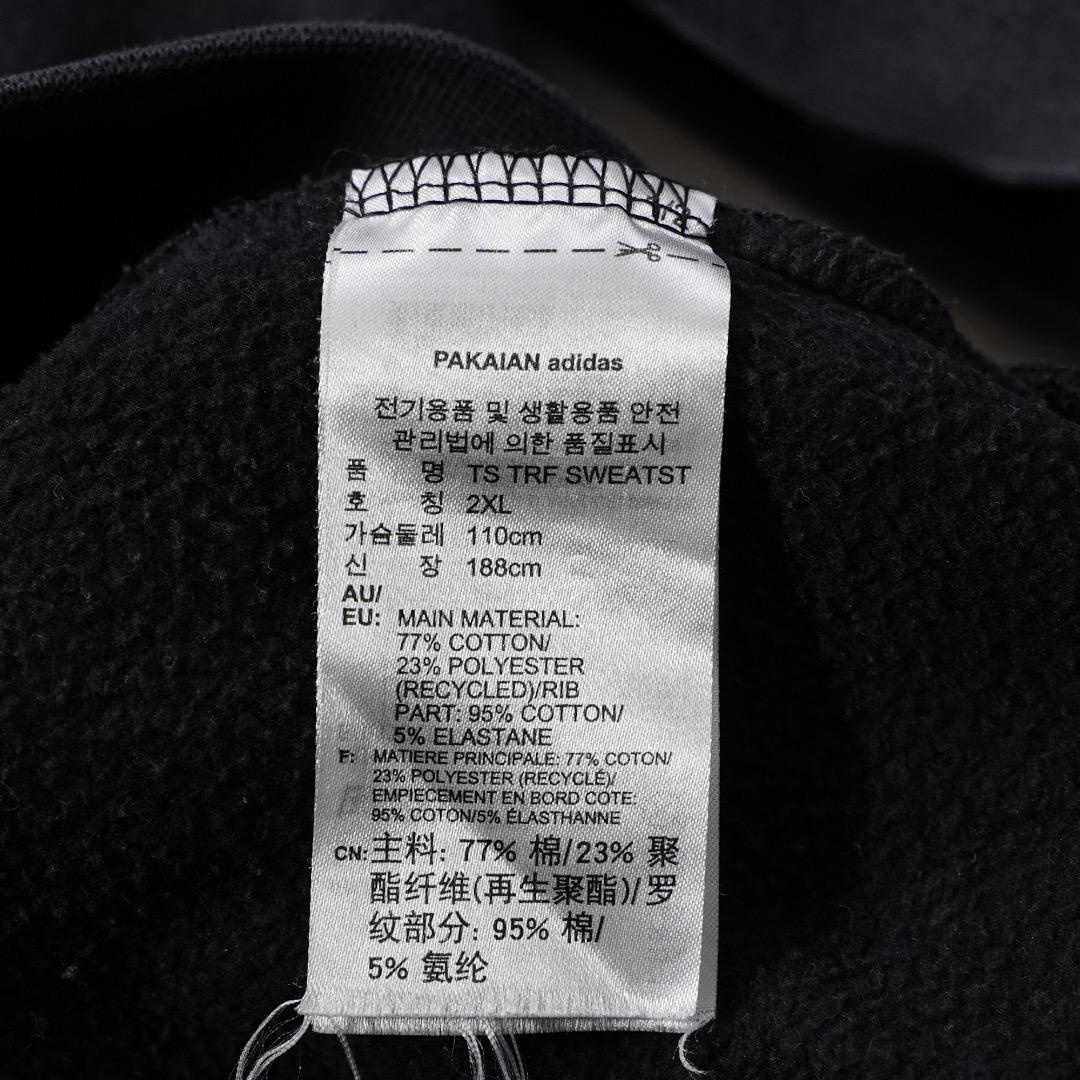 PAKAIAN adidas
전기용품 및 생활용품 안전
관리법에 의한 품질표시
품 명 TS TRF SWEATST
호 칭 2XL
가슴둘레 110cm
신 장 188cm
AU/
EU: MAIN MATERIAL:
77% COTTON/
23% POLYESTER
(RECYCLED)/RIB
PART: 95% COTTON/
5% ELASTANE
F: MATIERE PRINCIPALE: 77% COTON/
23% POLYESTER (RECYCLÉ)/
EMPIECEMENT EN BORD COTE:
95% COTON/5% ÉLASTHANNE
CN: 主料: 77% 棉/23% 聚
酯纤维(再生聚酯)/罗
纹部分: 95% 棉/
5% 氨纶